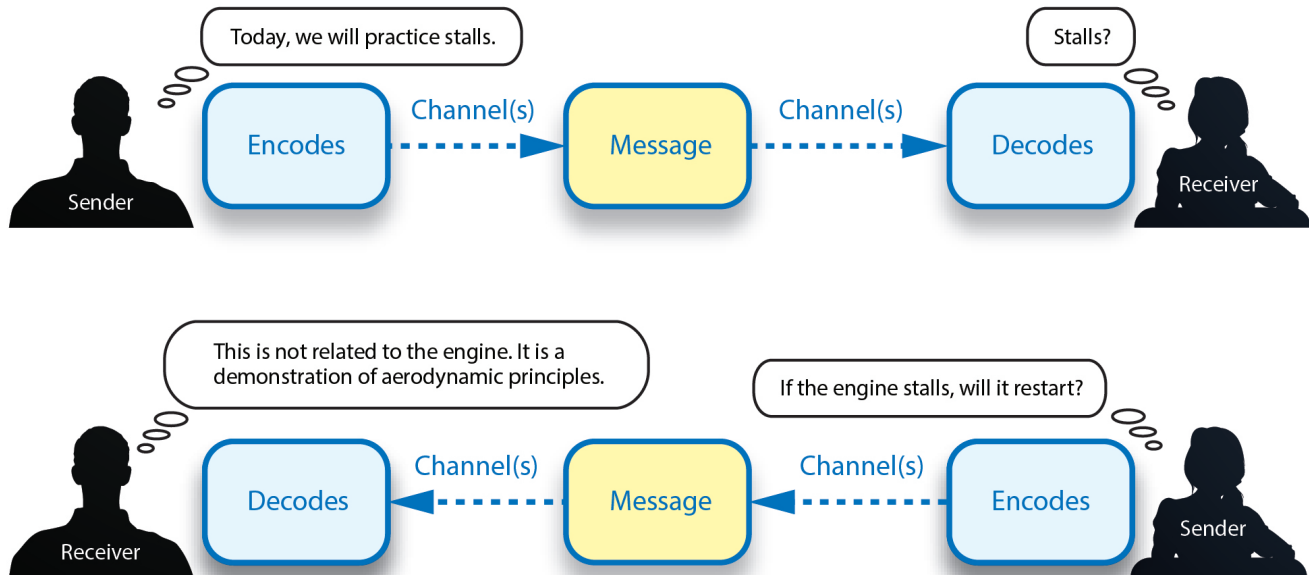 Today, we will practice stalls.
Stalls?
Channel(s)
Channel(s)
Encodes
Message
Decodes
Sender
Receiver
This is not related to the engine. It is a
demonstration of aerodynamic principles.
If the engine stalls, will it restart?
Channel(s)
Channel(s)
Decodes
Message
Encodes
Receiver
Sender